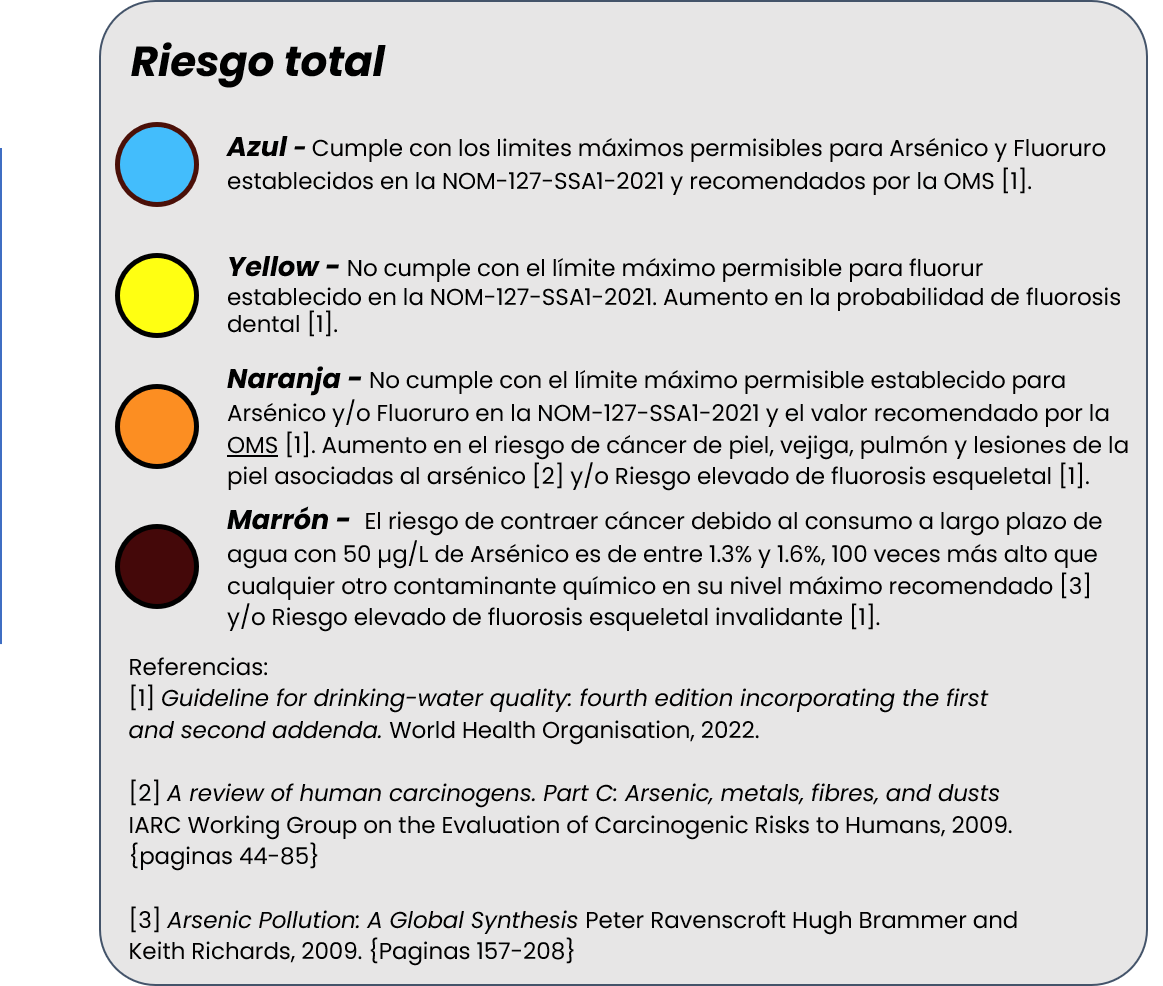 Riesgo total
Azul - Cumple con los limites máximos permisibles para Arsénico y Fluoruro
establecidos en la NOM-127-SSA1-2021 y recomendados por la OMS [1].
Yellow - No cumple con el límite máximo permisible para fluorur
establecido en la NOM-127-SSA1-2021. Aumento en la probabilidad de fluorosis
dental [1].
Naranja - No cumple con el límite máximo permisible establecido para
Arsénico y/o Fluoruro en la NOM-127-SSA1-2021 y el valor recomendado por la
OMS [1]. Aumento en el riesgo de cáncer de piel, vejiga, pulmón y lesiones de la
piel asociadas al arsénico [2] y/o Riesgo elevado de fluorosis esqueletal [1].
Marrón - El riesgo de contraer cáncer debido al consumo a largo plazo de
agua con 50 µg/L de Arsénico es de entre 1.3% y 1.6%, 100 veces más alto que
cualquier otro contaminante químico en su nivel máximo recomendado [3]
y/o Riesgo elevado de fluorosis esqueletal invalidante [1].
Referencias:
[1] Guideline for drinking-water quality: fourth edition incorporating the first
and second addenda. World Health Organisation, 2022.
[2] A review of human carcinogens. Part C: Arsenic, metals, fibres, and dusts
IARC Working Group on the Evaluation of Carcinogenic Risks to Humans, 2009.
{paginas 44-85}
[3] Arsenic Pollution: A Global Synthesis Peter Ravenscroft Hugh Brammer and
Keith Richards, 2009. {Paginas 157-208}